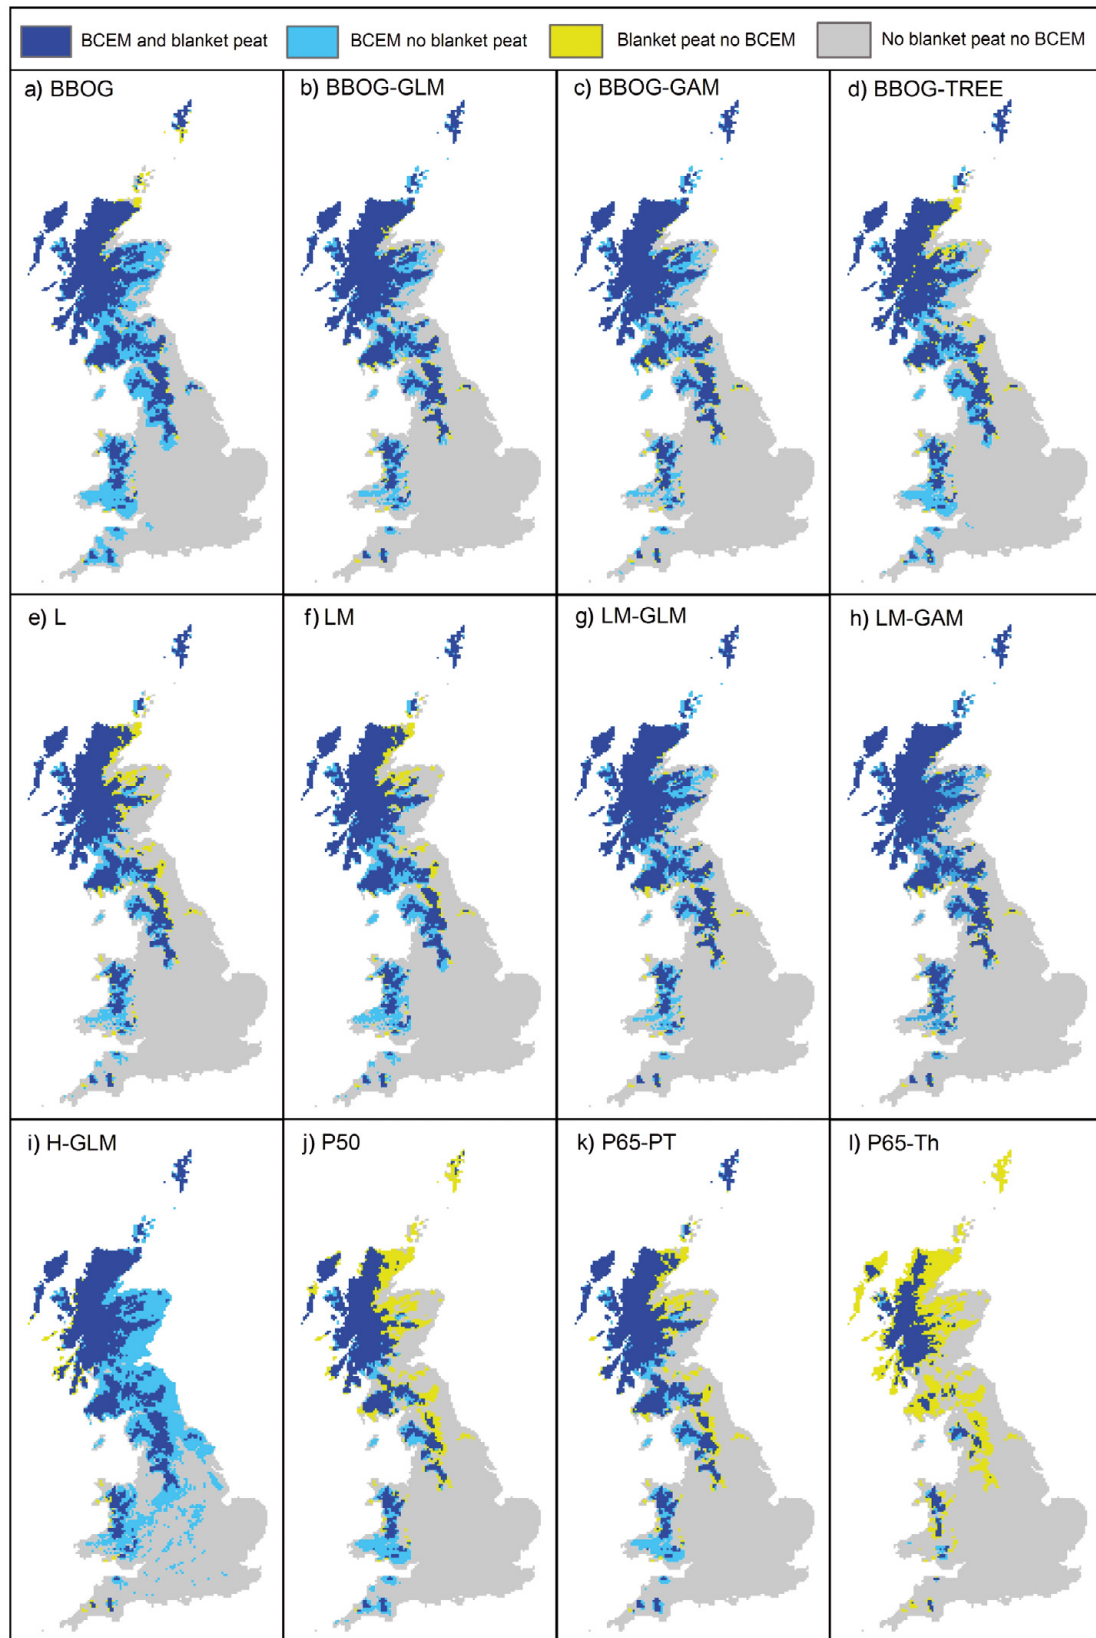 BCEM and blanket peat BCEM no blanket peat Blanket peat no BCEM No blanket peat no BCEM
a) BBOG b) BBOG-GLM c) BBOG-GAM d) BBOG-TREE
e) L f) LM g) LM-GLM h) LM-GAM
i) H-GLM j) P50 k) P65-PT l) P65-Th